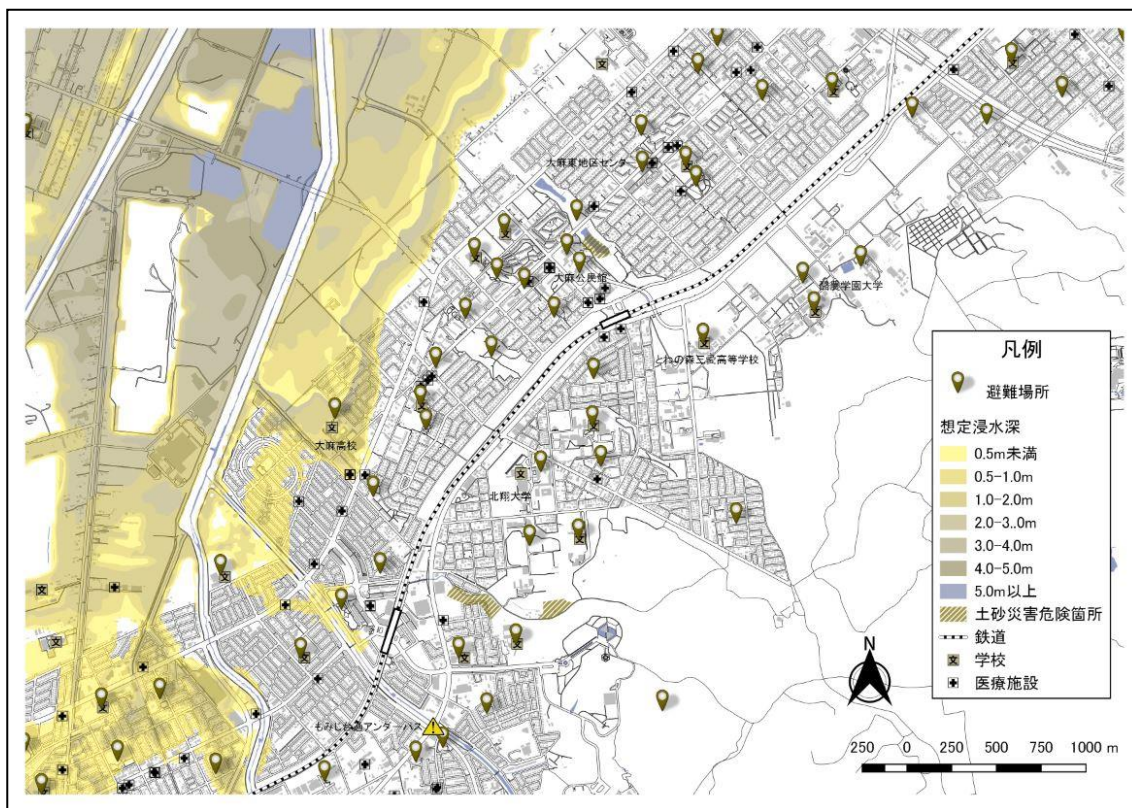 大麻東地区センター
大麻公民館
酪農学園大学
とわの森三愛高等学校
大麻高校
北翔大学
もみじ台通アンダーパス
凡例
避難場所
想定浸水深
0.5m未満
0.5-1.0m
1.0-2.0m
2.0-3..0m
3.0-4.0m
4.0-5.0m
5.0m以上
土砂災害危険箇所
鉄道
文 学校
医療施設
N
250 0 250 500 750 1000 m